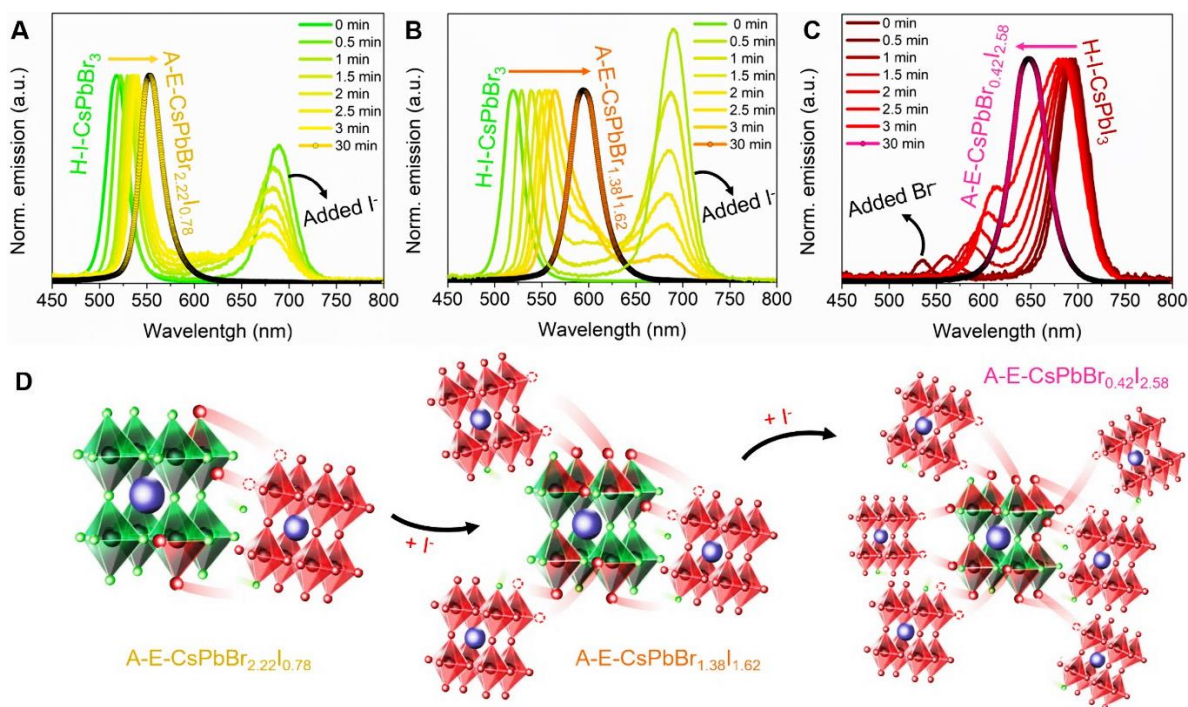 A
Norm. emission (a.u.)
H-I-CsPbBr3
A-E-CsPbBr2.22I0.78
0 min
0.5 min
1 min
1.5 min
2 min
2.5 min
3 min
30 min
Added I-
450 500 550 600 650 700 750 800
Wavelentgh (nm)
B
Norm. emission (a.u.)
H-I-CsPbBr3
A-E-CsPbBr1.38I1.62
0 min
0.5 min
1 min
1.5 min
2 min
2.5 min
3 min
30 min
Added I-
450 500 550 600 650 700 750 800
Wavelength (nm)
C
Norm. emission (a.u.)
0 min
0.5 min
1 min
1.5 min
2 min
2.5 min
3 min
30 min
Added Br-
A-E-CsPbBr0.42I2.58
H-I-CsPbI3
450 500 550 600 650 700 750 800
Wavelength (nm)
D
+ I-
+ I-
A-E-CsPbBr0.42I2.58
A-E-CsPbBr2.22I0.78
A-E-CsPbBr1.38I1.62